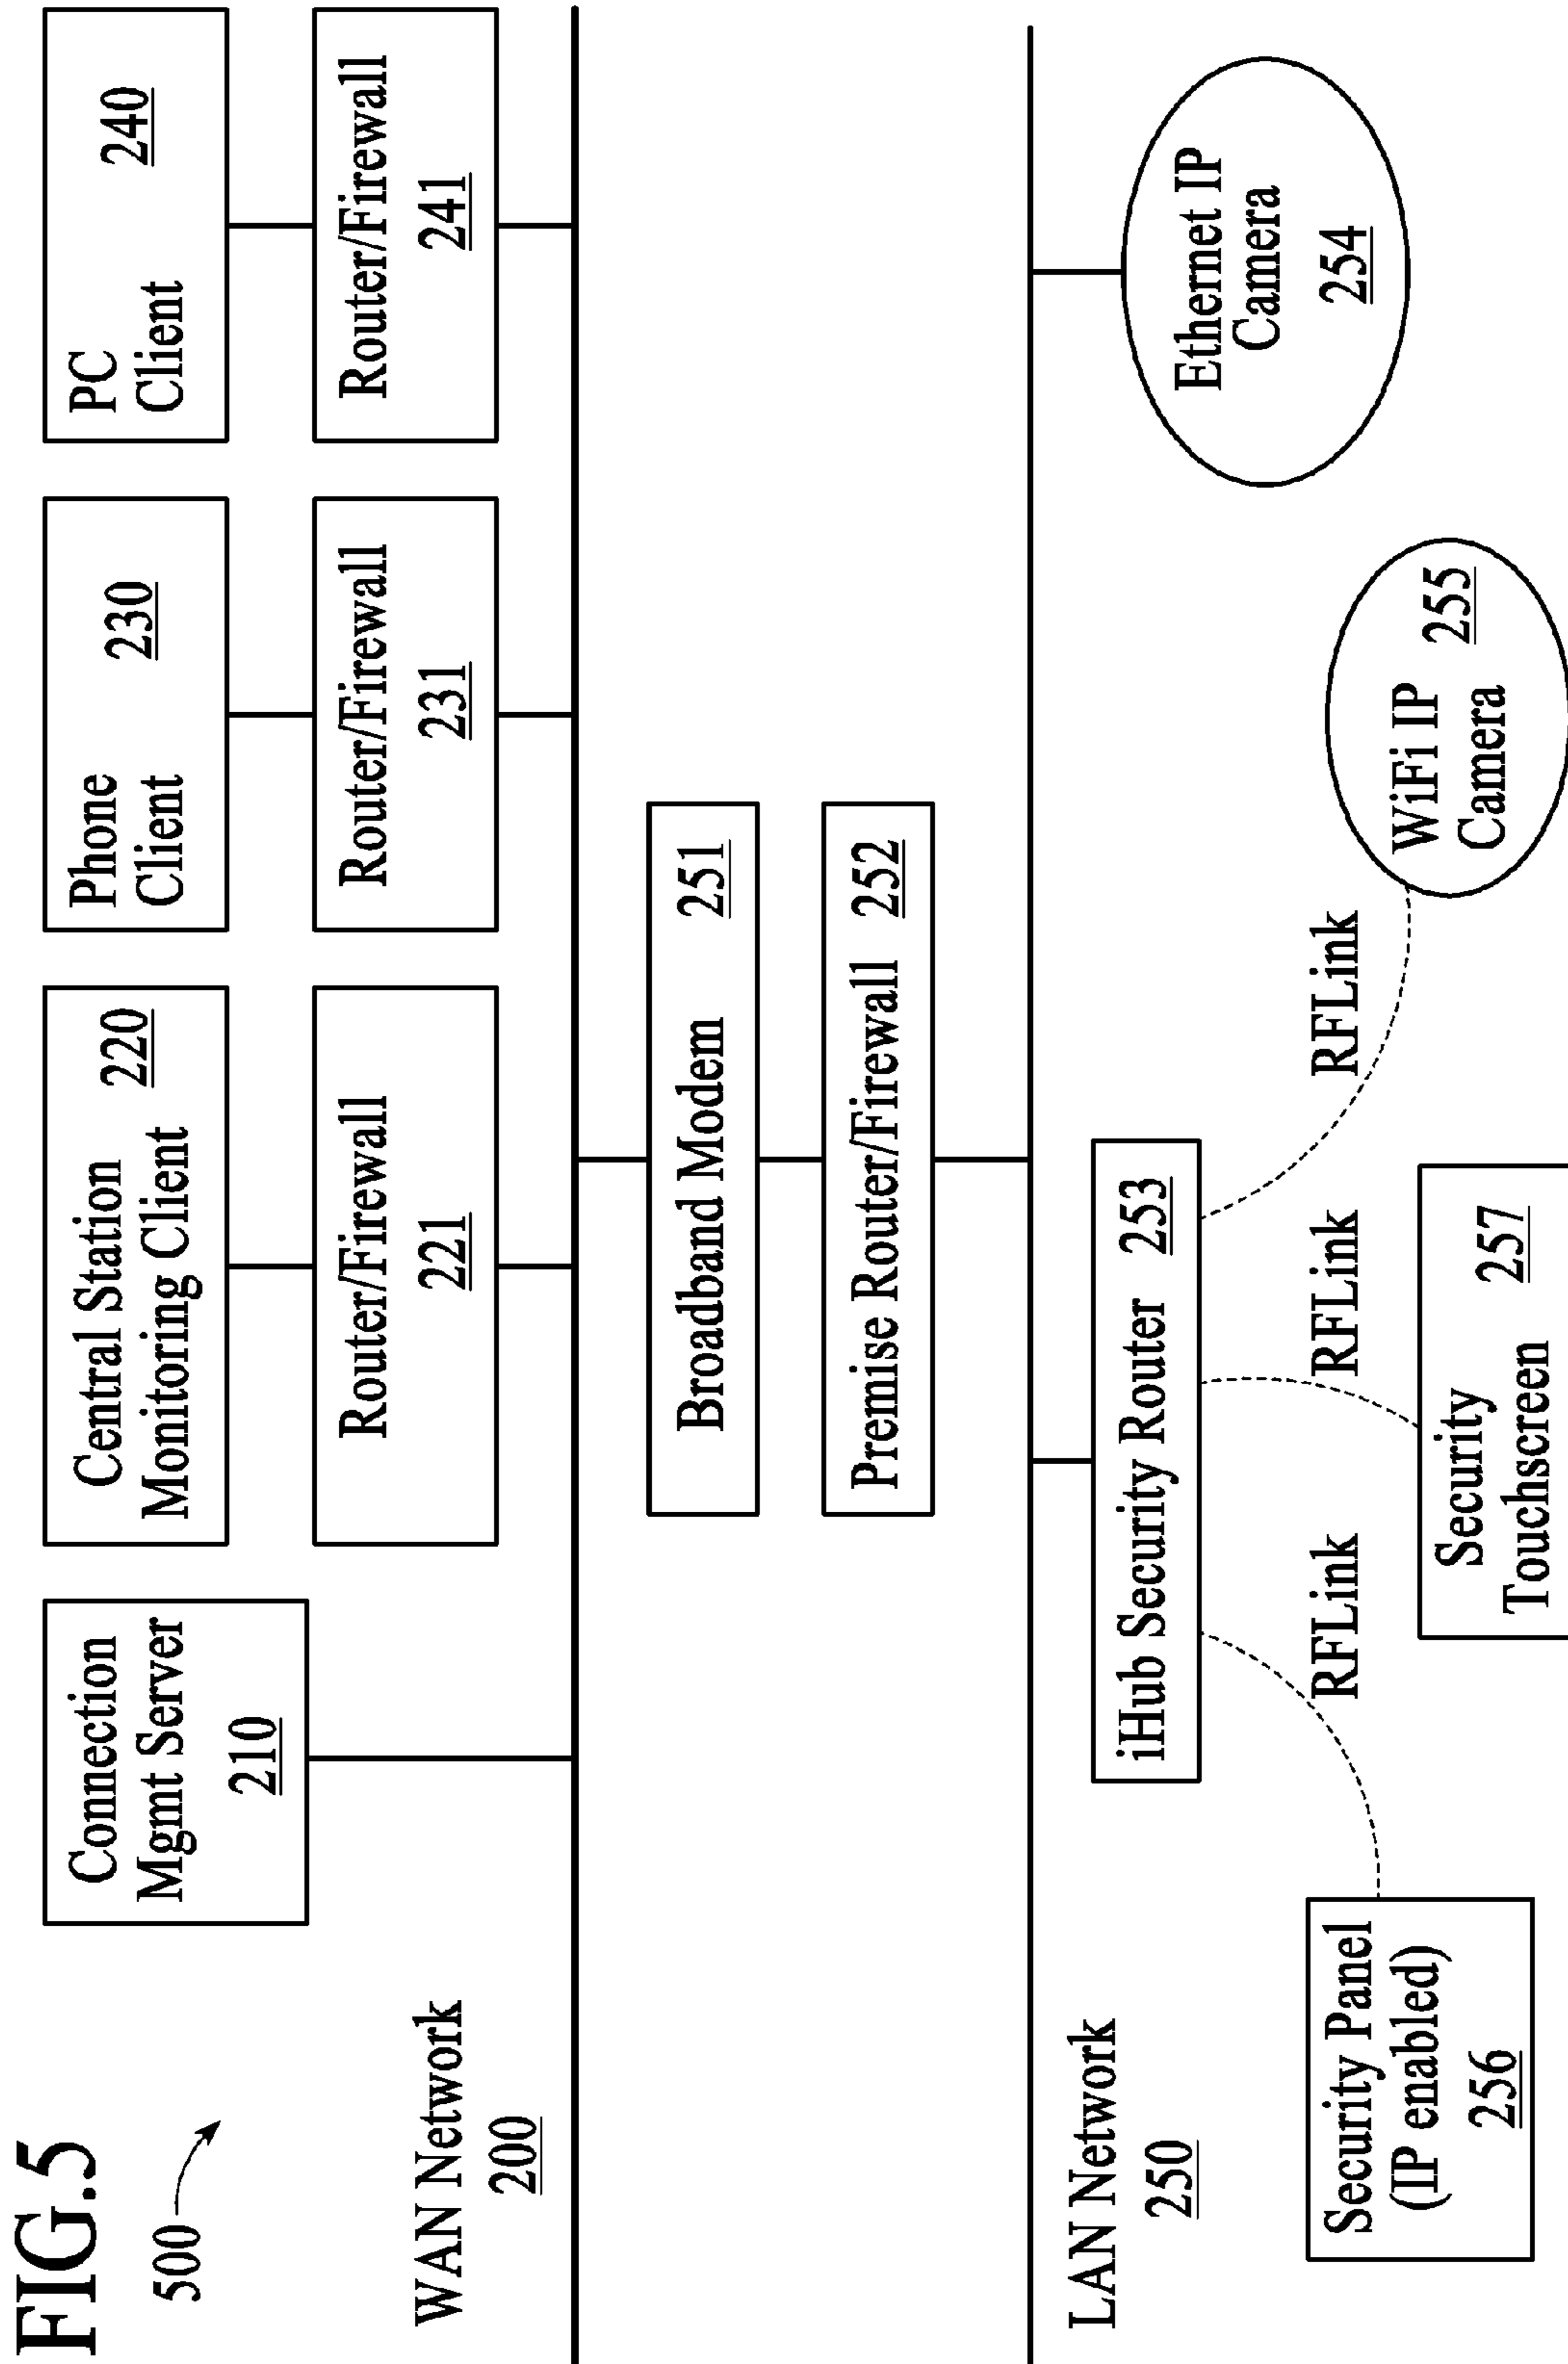 FIG.5
500
Connection
Mgmt Server
210
Central Station
Monitoring Client
220
Phone
Client
230
PC
Client
240
Router/Firewall
221
Router/Firewall
231
Router/Firewall
241
WAN Network
200
Broadband Modem 251
Premise Router/Firewall 252
LAN Network
250
iHub Security Router 253
Ethernet IP
Camera
254
RFLink
RFLink
RFLink
Security Panel
(IP enabled)
256
Security
Touchscreen
257
WiFi IP
Camera
255